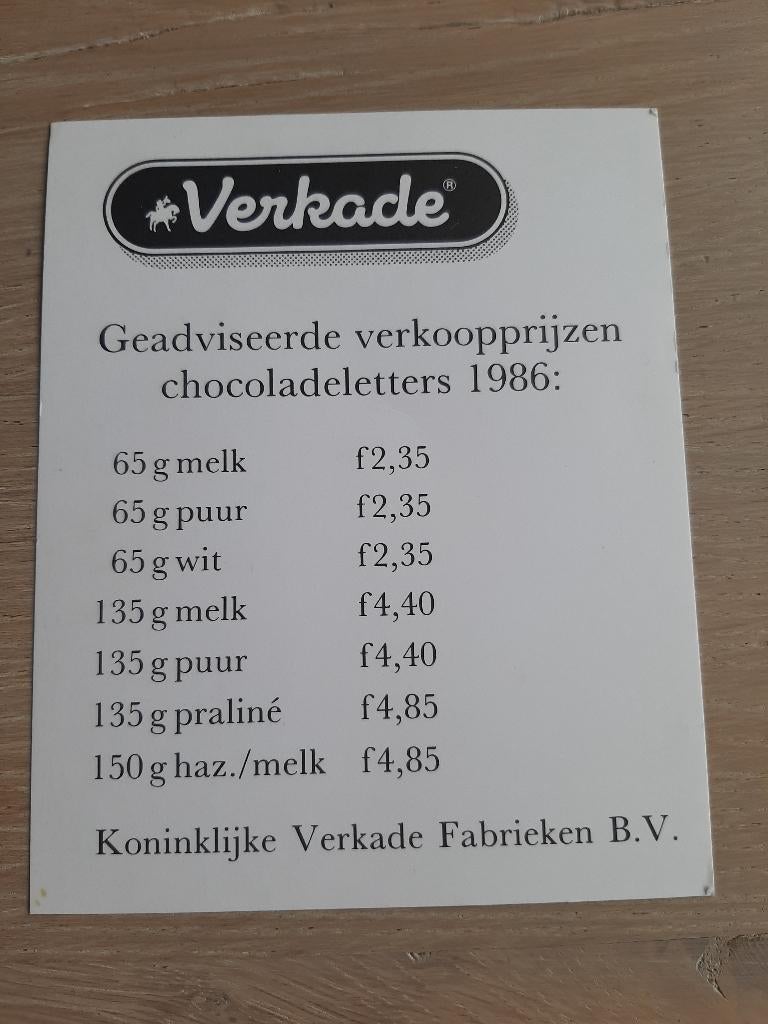 Verkade®
Geadviseerde verkoopprijzen
chocoladeletters 1986:
65 g melk f2,35
65 g puur f2,35
65 g wit f2,35
135 g melk f4,40
135 g puur f4,40
135 g praliné f4,85
150 g haz./melk f4,85
Koninklijke Verkade Fabrieken B.V.